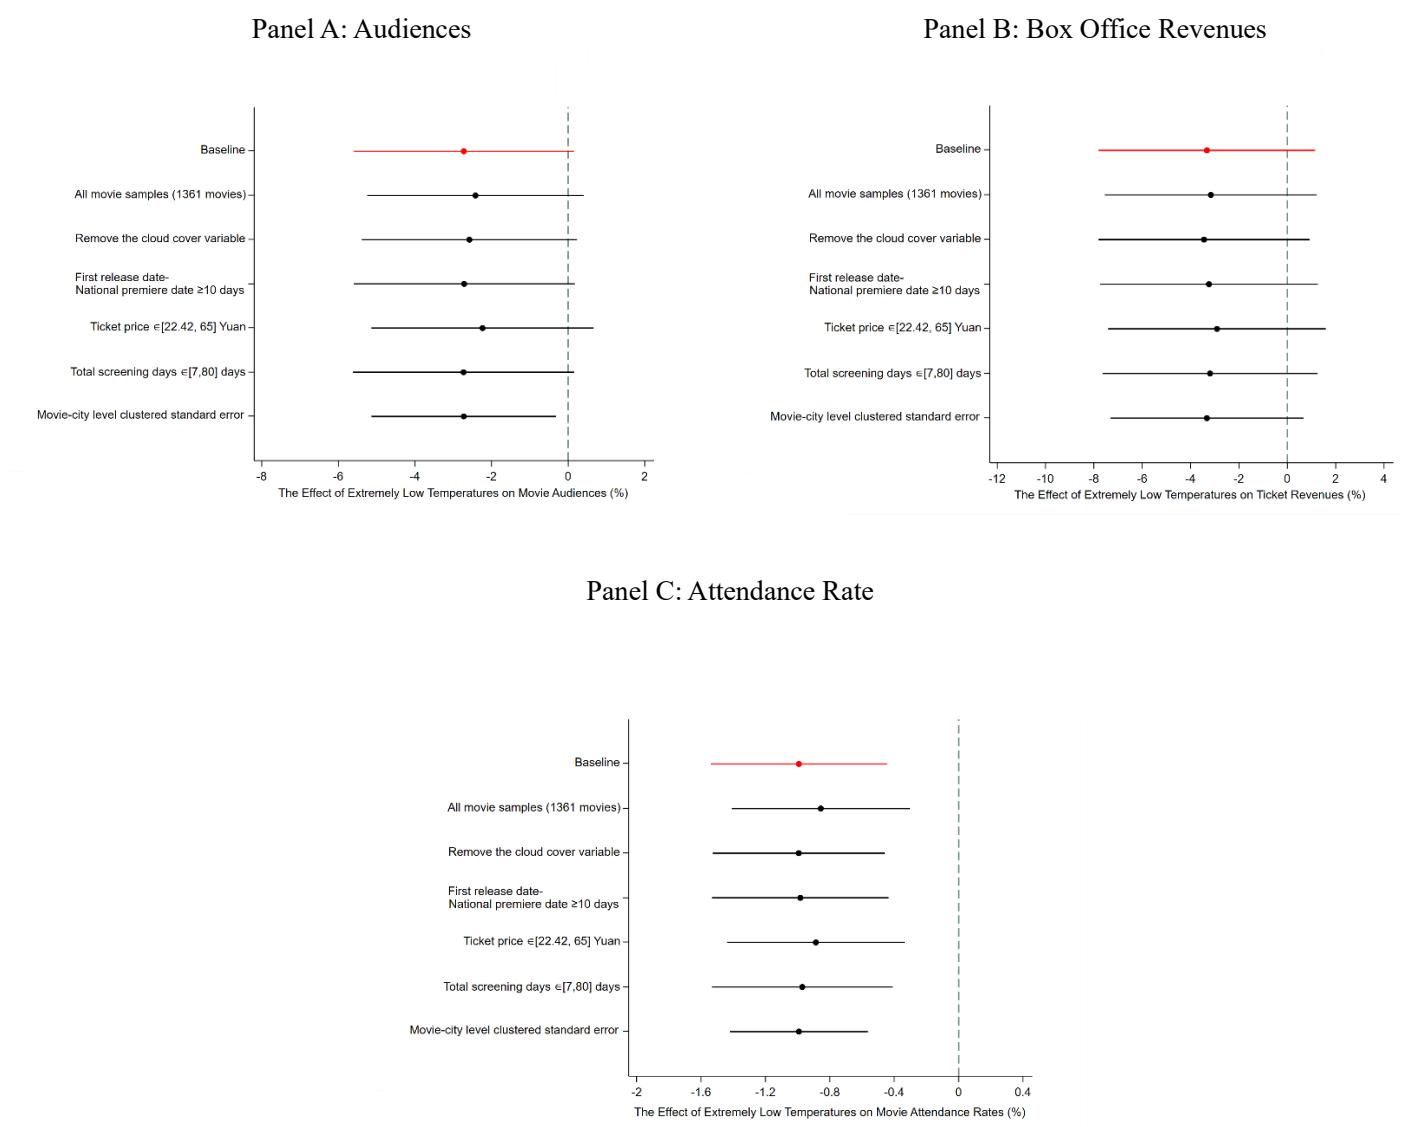 Panel A: Audiences
Baseline
All movie samples (1361 movies)
Remove the cloud cover variable
First release date-
National premiere date ≥10 days
Ticket price ∈[22.42, 65] Yuan
Total screening days ∈[7,80] days
Movie-city level clustered standard error
-8 -6 -4 -2 0 2
The Effect of Extremely Low Temperatures on Movie Audiences (%)
Panel B: Box Office Revenues
Baseline
All movie samples (1361 movies)
Remove the cloud cover variable
First release date-
National premiere date ≥10 days
Ticket price ∈[22.42, 65] Yuan
Total screening days ∈[7,80] days
Movie-city level clustered standard error
-12 -10 -8 -6 -4 -2 0 2 4
The Effect of Extremely Low Temperatures on Ticket Revenues (%)
Panel C: Attendance Rate
Baseline
All movie samples (1361 movies)
Remove the cloud cover variable
First release date-
National premiere date ≥10 days
Ticket price ∈[22.42, 65] Yuan
Total screening days ∈[7,80] days
Movie-city level clustered standard error
-2 -1.6 -1.2 -0.8 -0.4 0 0.4
The Effect of Extremely Low Temperatures on Movie Attendance Rates (%)